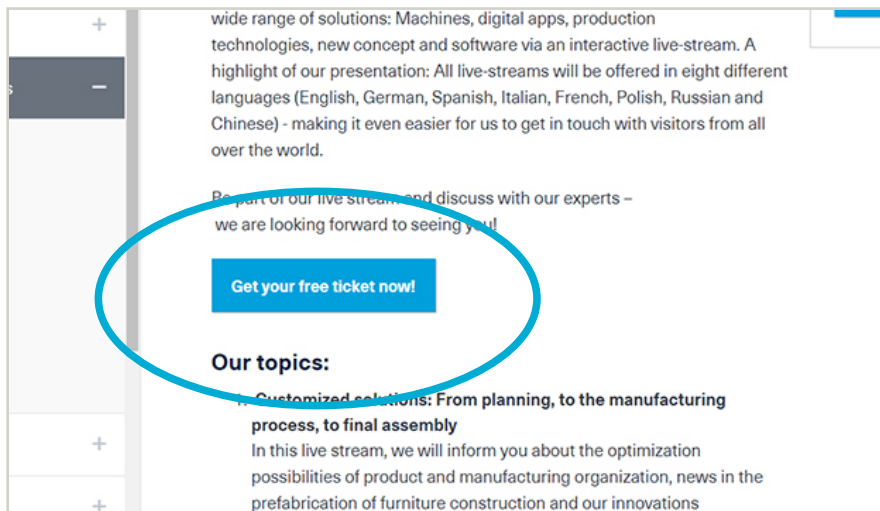 wide range of solutions: Machines, digital apps, production
technologies, new concept and software via an interactive live-stream. A
highlight of our presentation: All live-streams will be offered in eight different
languages (English, German, Spanish, Italian, French, Polish, Russian and
Chinese) - making it even easier for us to get in touch with visitors from all
over the world.
Be part of our live stream and discuss with our experts –
we are looking forward to seeing you!
Get your free ticket now!
Our topics:
1. Customized solutions: From planning, to the manufacturing
process, to final assembly
In this live stream, we will inform you about the optimization
possibilities of product and manufacturing organization, news in the
prefabrication of furniture construction and our innovations